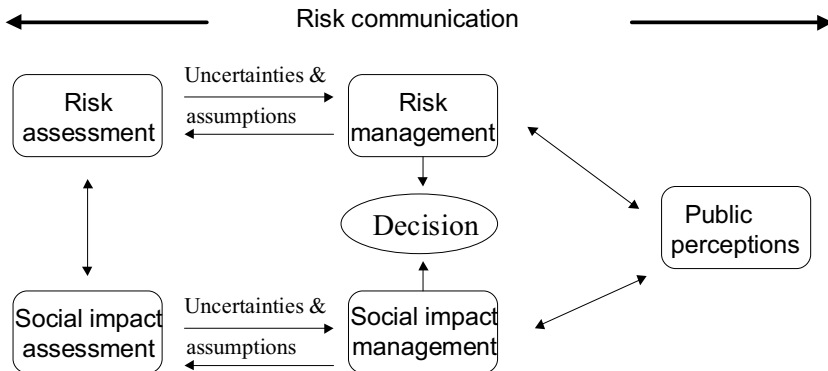 Risk communication
Uncertainties &
assumptions
Risk
assessment
Risk
management
Decision
Public
perceptions
Social impact
assessment
Uncertainties &
assumptions
Social impact
management